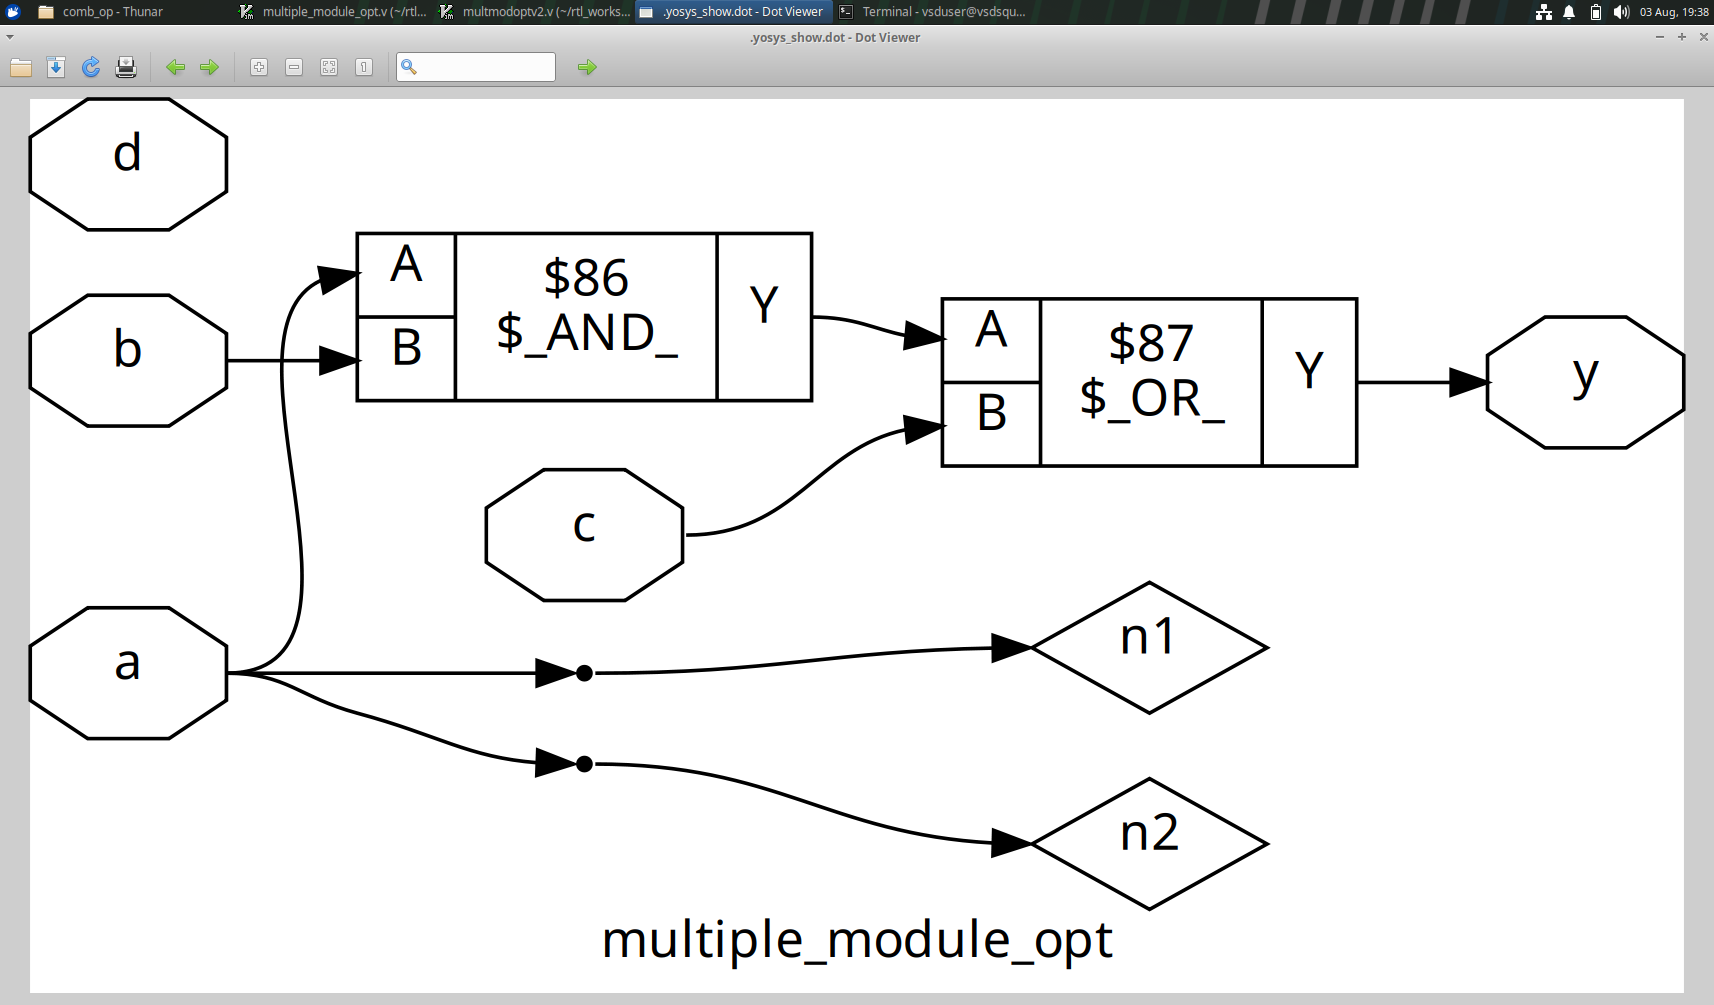 comb_op - Thunar
multiple_module_opt.v (~/rtl...
multmodoptv2.v (~/rtl_works...
.yosys_show.dot - Dot Viewer
Terminal - vsduser@vsdsqu...
03 Aug, 19:38
.yosys_show.dot - Dot Viewer
d
b
a
A
B
$86
$_AND_
Y
c
A
B
$87
$_OR_
Y
y
n1
n2
multiple_module_opt